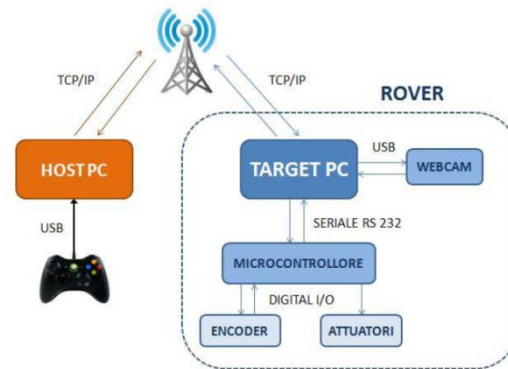 TCP/IP
TCP/IP
ROVER
HOST PC
TARGET PC
USB
WEBCAM
USB
SERIALE RS 232
MICROCONTROLLORE
DIGITAL I/O
ENCODER
ATTUATORI